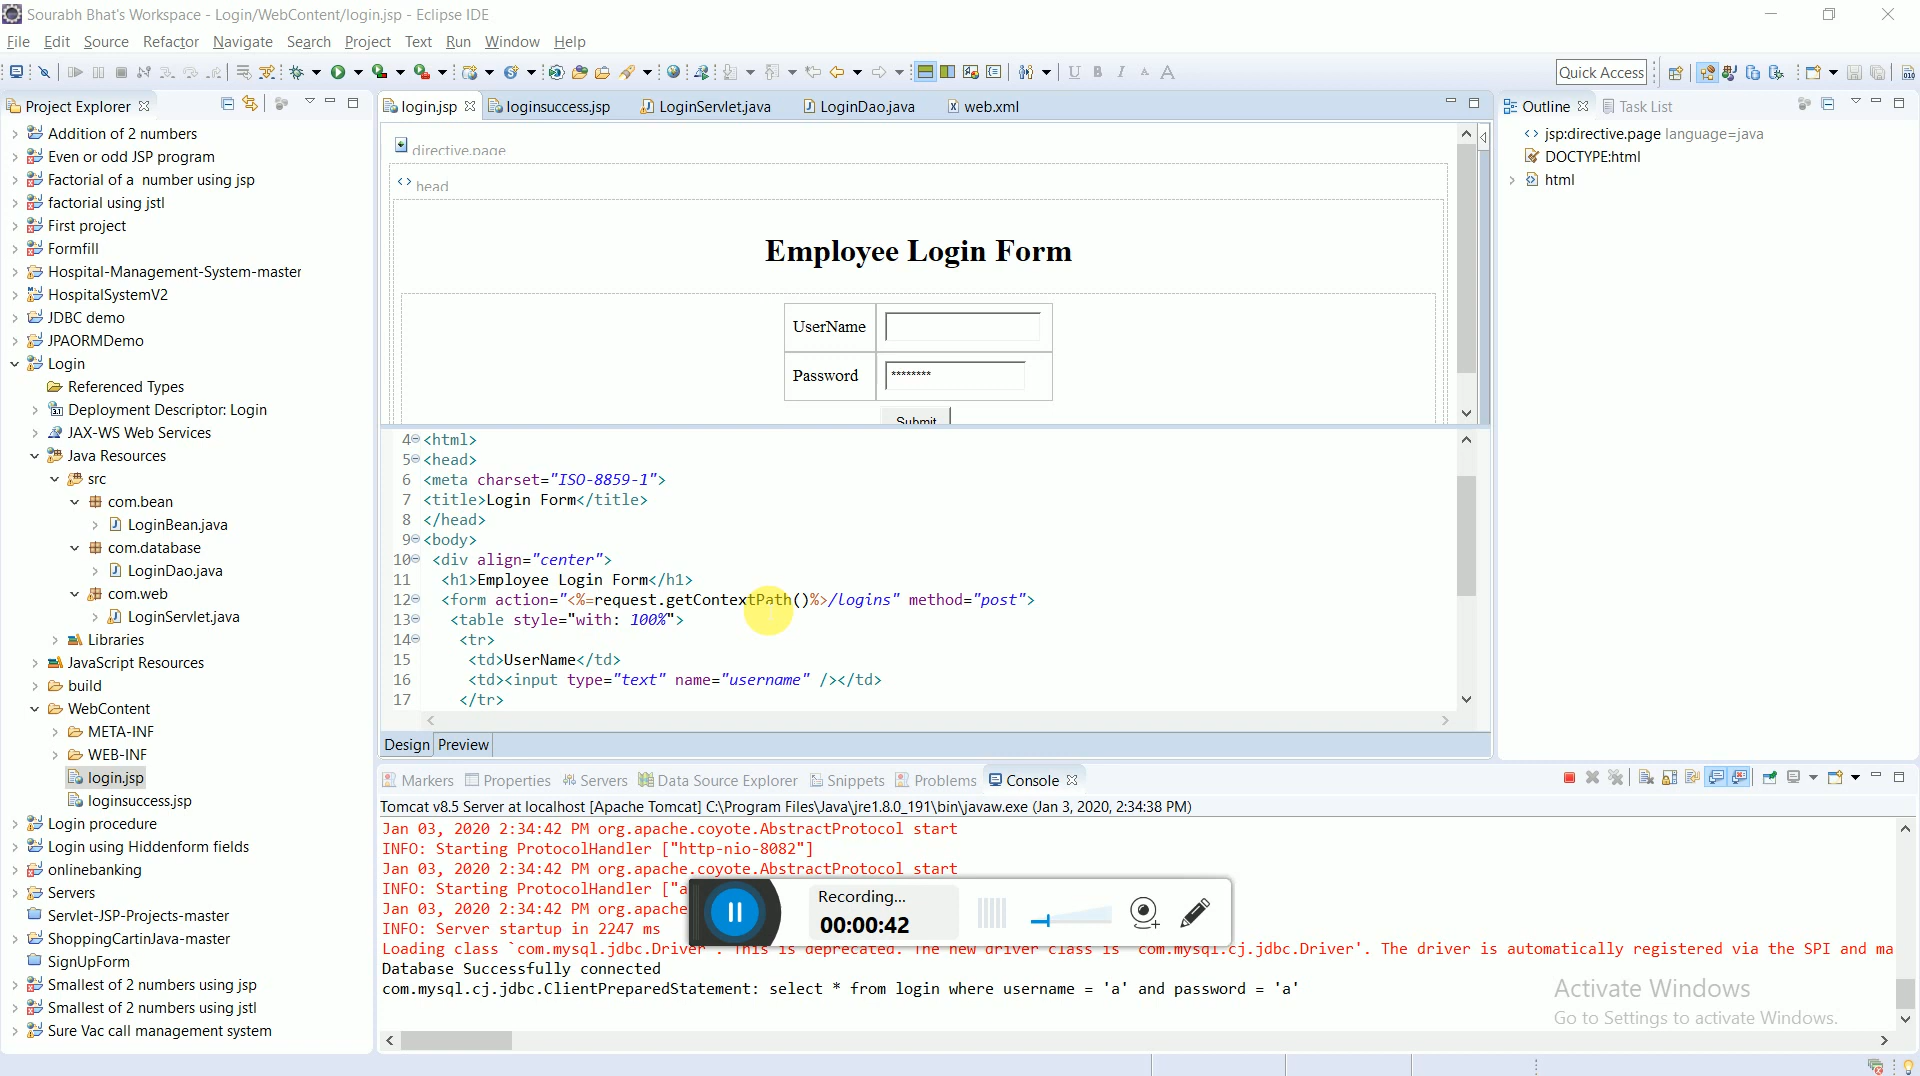 Sourabh Bhat's Workspace - Login/WebContent/login.jsp - Eclipse IDE
File Edit Source Refactor Navigate Search Project Text Run Window Help
Quick Access
Project Explorer
Addition of 2 numbers
Even or odd JSP program
Factorial of a number using jsp
factorial using jstl
First project
Formfill
Hospital-Management-System-master
HospitalSystemV2
JDBC demo
JPAORMDemo
Login
Referenced Types
Deployment Descriptor: Login
JAX-WS Web Services
Java Resources
src
com.bean
LoginBean.java
com.database
LoginDao.java
com.web
LoginServlet.java
Libraries
JavaScript Resources
build
WebContent
META-INF
WEB-INF
login.jsp
loginsuccess.jsp
Login procedure
Login using Hiddenform fields
onlinebanking
Servers
Servlet-JSP-Projects-master
ShoppingCartinJava-master
SignUpForm
Smallest of 2 numbers using jsp
Smallest of 2 numbers using jstl
Sure Vac call management system
login.jsp loginsuccess.jsp LoginServlet.java LoginDao.java web.xml
directive.page
head
Employee Login Form
UserName
Password ********
Submit
4 <html>
5 <head>
6 <meta charset="ISO-8859-1">
7 <title>Login Form</title>
8 </head>
9 <body>
10 <div align="center">
11 <h1>Employee Login Form</h1>
12 <form action="<%=request.getContextPath()%>/logins" method="post">
13 <table style="with: 100%">
14 <tr>
15 <td>UserName</td>
16 <td><input type="text" name="username" /></td>
17 </tr>
Design Preview
Outline Task List
jsp:directive.page language=java
DOCTYPE:html
html
Markers Properties Servers Data Source Explorer Snippets Problems Console
Tomcat v8.5 Server at localhost [Apache Tomcat] C:\Program Files\Java\jre1.8.0_191\bin\javaw.exe (Jan 3, 2020, 2:34:38 PM)
Jan 03, 2020 2:34:42 PM org.apache.coyote.AbstractProtocol start
INFO: Starting ProtocolHandler ["http-nio-8082"]
Jan 03, 2020 2:34:42 PM org.apache.coyote.AbstractProtocol start
INFO: Starting ProtocolHandler ["a
Jan 03, 2020 2:34:42 PM org.apache
INFO: Server startup in 2247 ms
Loading class `com.mysql.jdbc.Driver'. This is deprecated. The new driver class is `com.mysql.cj.jdbc.Driver'. The driver is automatically registered via the SPI and ma
Database Successfully connected
com.mysql.cj.jdbc.ClientPreparedStatement: select * from login where username = 'a' and password = 'a'
Recording...
00:00:42
Activate Windows
Go to Settings to activate Windows.